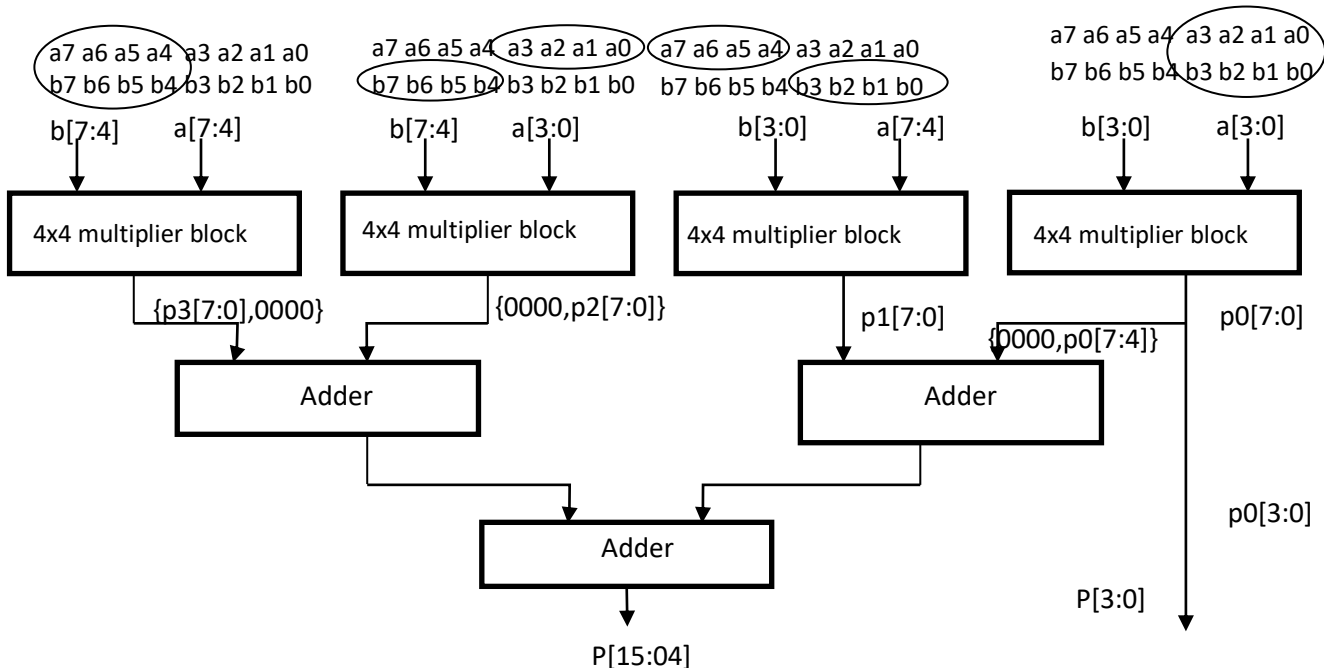 a7 a6 a5 a4 a3 a2 a1 a0
b7 b6 b5 b4 b3 b2 b1 b0
a7 a6 a5 a4 a3 a2 a1 a0
b7 b6 b5 b4 b3 b2 b1 b0
a7 a6 a5 a4 a3 a2 a1 a0
b7 b6 b5 b4 b3 b2 b1 b0
a7 a6 a5 a4 a3 a2 a1 a0
b7 b6 b5 b4 b3 b2 b1 b0
b[7:4] a[7:4]
b[7:4] a[3:0]
b[3:0] a[7:4]
b[3:0] a[3:0]
4x4 multiplier block
4x4 multiplier block
4x4 multiplier block
4x4 multiplier block
{p3[7:0],0000}
{0000,p2[7:0]}
p1[7:0]
{0000,p0[7:4]}
p0[7:0]
Adder
Adder
Adder
p0[3:0]
P[3:0]
P[15:04]